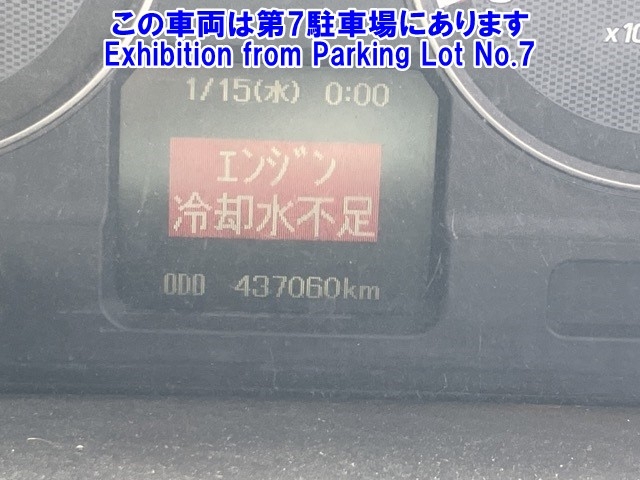 この車両は第7駐車場にあります
Exhibition from Parking Lot No.7
x10
1/15(水) 0:00
エンジン
冷却水不足
ODO 437060km